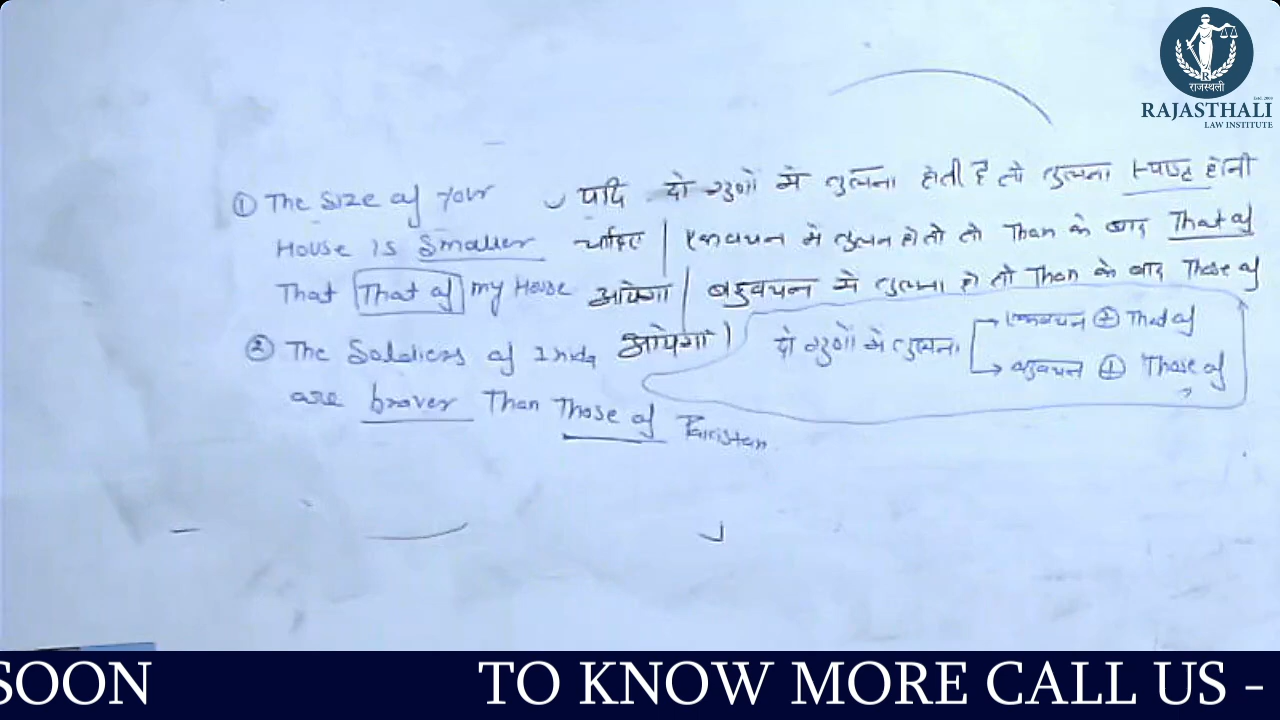 राजस्थली
RAJASTHALI
LAW INSTITUTE
① The Size of Your
House is Smaller
That That of my House
② The Soldiers of India
are braver Than Those of Pakistan.
यदि दो गुणों में तुलना होती है तो तुलना स्पष्ट होनी
चाहिए | एकवचन में तुलना हो तो Than के बाद That of
आयेगा | बहुवचन में तुलना हो तो Than के बाद Those of
आयेगा।
दो गुणों में तुलना
→ एकवचन ⊕ That of
→ बहुवचन ⊕ Those of
SOON TO KNOW MORE CALL US -